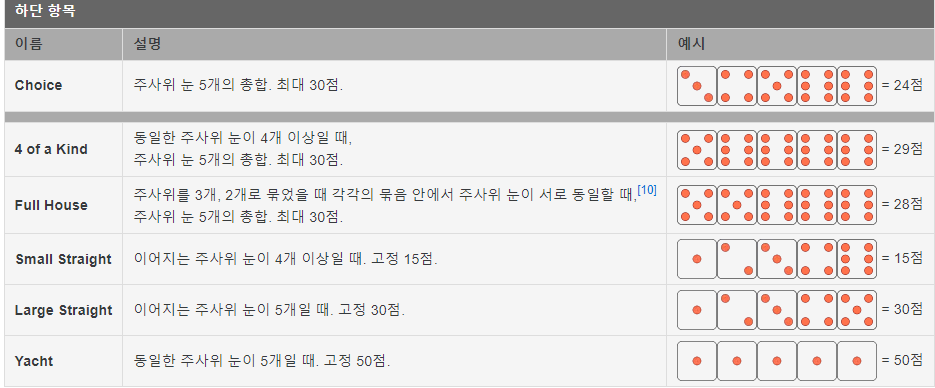 하단 항목
이름 설명 예시
Choice 주사위 눈 5개의 총합. 최대 30점. = 24점
4 of a Kind 동일한 주사위 눈이 4개 이상일 때,
주사위 눈 5개의 총합. 최대 30점. = 29점
Full House 주사위를 3개, 2개로 묶었을 때 각각의 묶음 안에서 주사위 눈이 서로 동일할 때,[10]
주사위 눈 5개의 총합. 최대 30점. = 28점
Small Straight 이어지는 주사위 눈이 4개 이상일 때. 고정 15점. = 15점
Large Straight 이어지는 주사위 눈이 5개일 때. 고정 30점. = 30점
Yacht 동일한 주사위 눈이 5개일 때. 고정 50점. = 50점